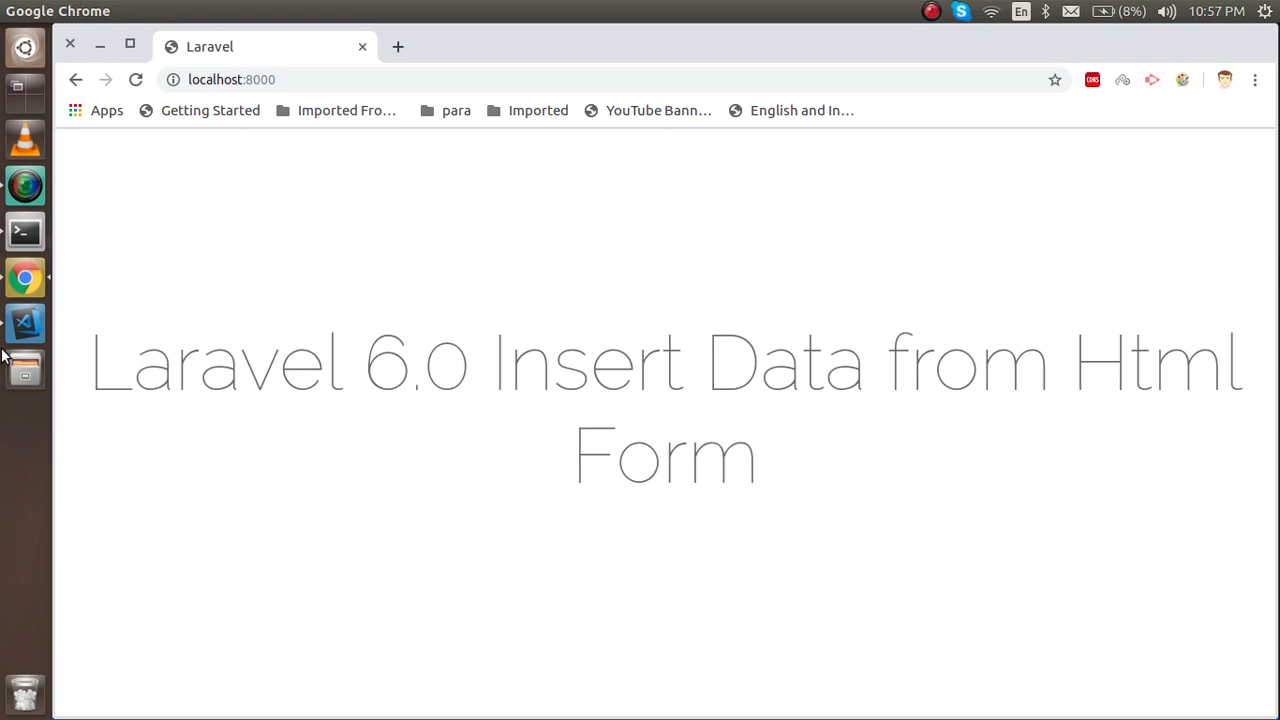 Google Chrome
En
(8%)
10:57 PM
Laravel
localhost:8000
CORS
Apps
Getting Started
Imported Fro...
para
Imported
YouTube Bann...
English and In...
Laravel 6.0 Insert Data from Html
Form